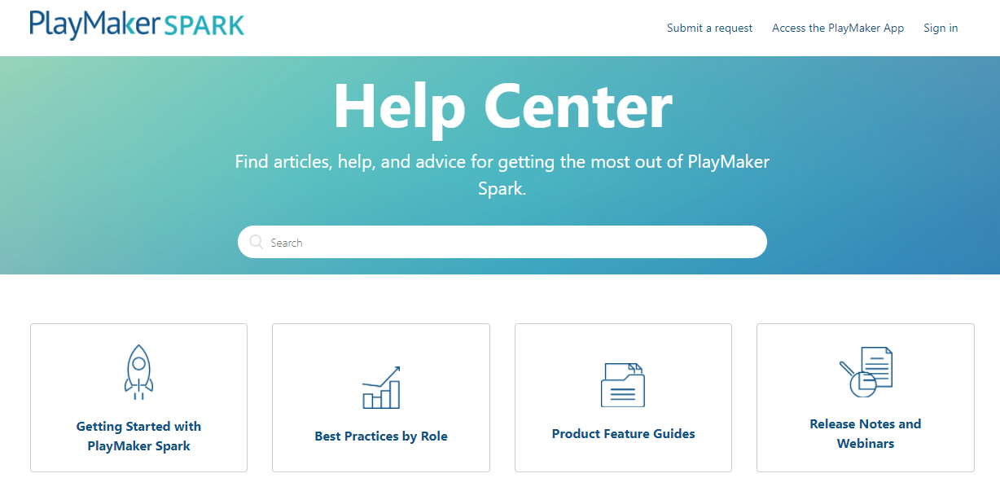 PlayMaker SPARK
Submit a request
Access the PlayMaker App
Sign in
Help Center
Find articles, help, and advice for getting the most out of PlayMaker
Spark.
Search
Getting Started with
PlayMaker Spark
Best Practices by Role
Product Feature Guides
Release Notes and
Webinars